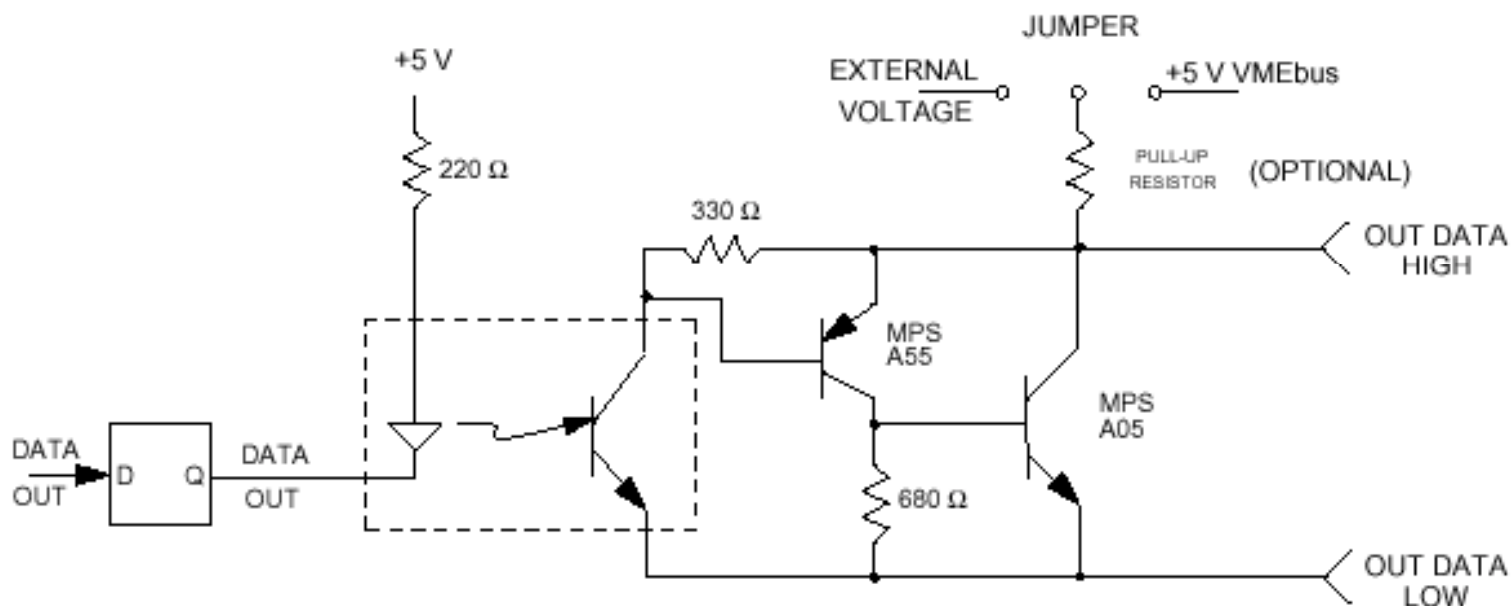 JUMPER
+5 V
EXTERNAL
VOLTAGE
+5 V VMEbus
220 Ω
PULL-UP
RESISTOR
(OPTIONAL)
330 Ω
OUT DATA
HIGH
MPS
A55
MPS
A05
DATA
OUT
D
Q
DATA
OUT
680 Ω
OUT DATA
LOW